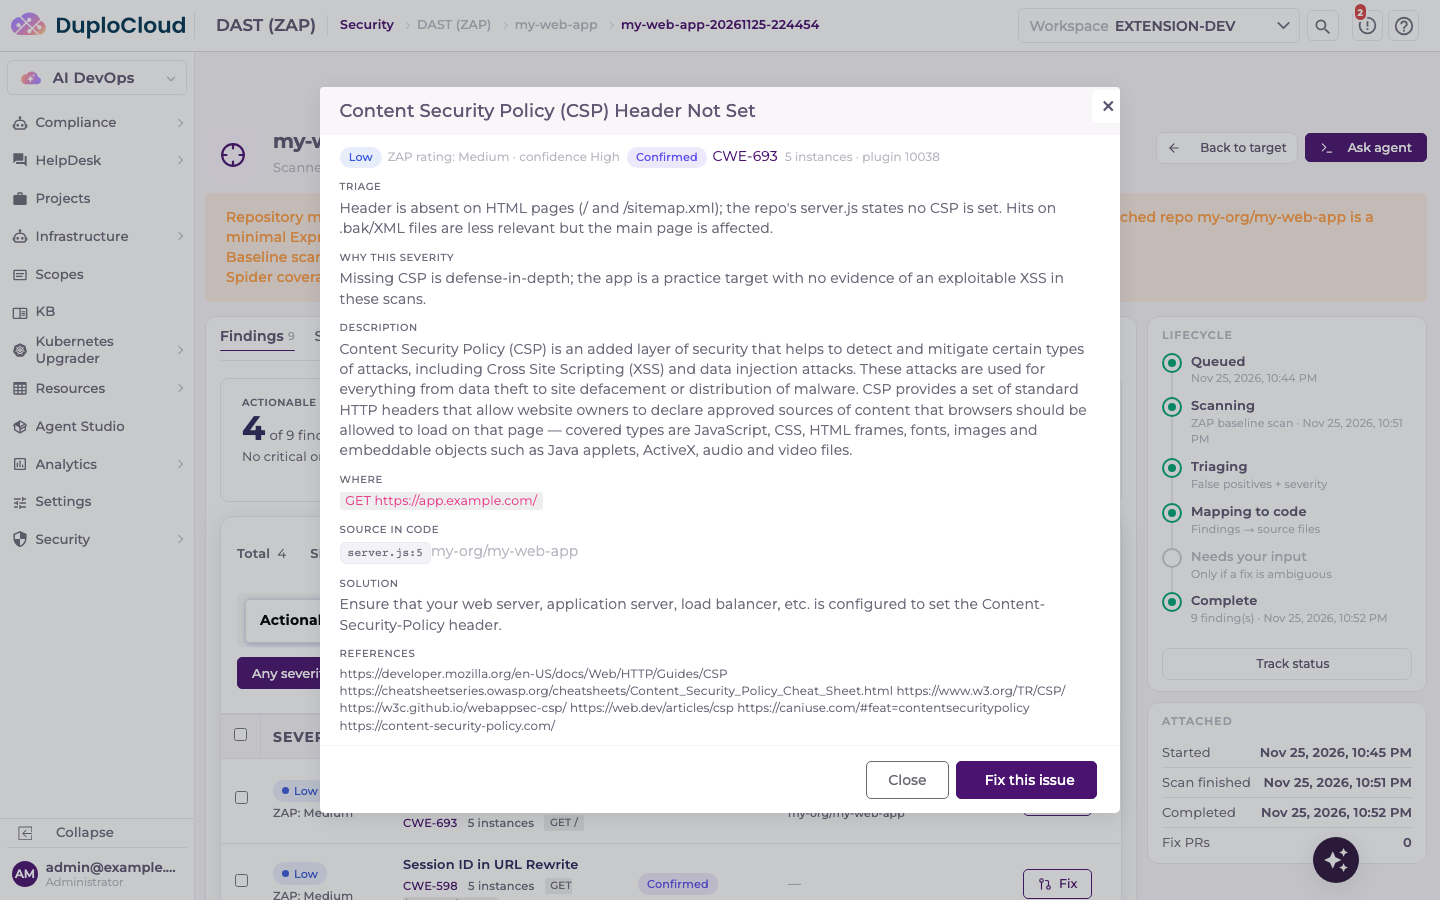 DuploCloud
DAST (ZAP)
Security
DAST (ZAP)
my-web-app
my-web-app-20261125-224454
Workspace EXTENSION-DEV
2
AI DevOps
Compliance
HelpDesk
Projects
Infrastructure
Scopes
KB
Kubernetes
Upgrader
Resources
Agent Studio
Analytics
Settings
Security
Collapse
AM
admin@example....
Administrator
Back to target
Ask agent
Repository
ched repo my-org/my-web-app is a
minimal
Baseline
Spider
Findings 9
ACTIONABLE
4 of 9
No critical
Total 4
Any
Content Security Policy (CSP) Header Not Set
Low ZAP rating: Medium · confidence High Confirmed CWE-693 5 instances · plugin 10038
TRIAGE
Header is absent on HTML pages (/ and /sitemap.xml); the repo's server.js states no CSP is set. Hits on
.bak/XML files are less relevant but the main page is affected.
WHY THIS SEVERITY
Missing CSP is defense-in-depth; the app is a practice target with no evidence of an exploitable XSS in
these scans.
DESCRIPTION
Content Security Policy (CSP) is an added layer of security that helps to detect and mitigate certain types
of attacks, including Cross Site Scripting (XSS) and data injection attacks. These attacks are used for
everything from data theft to site defacement or distribution of malware. CSP provides a set of standard
HTTP headers that allow website owners to declare approved sources of content that browsers should be
allowed to load on that page — covered types are JavaScript, CSS, HTML frames, fonts, images and
embeddable objects such as Java applets, ActiveX, audio and video files.
WHERE
GET https://app.example.com/
SOURCE IN CODE
server.js:5 my-org/my-web-app
SOLUTION
Ensure that your web server, application server, load balancer, etc. is configured to set the Content-
Security-Policy header.
REFERENCES
https://developer.mozilla.org/en-US/docs/Web/HTTP/Guides/CSP
https://cheatsheetseries.owasp.org/cheatsheets/Content_Security_Policy_Cheat_Sheet.html https://www.w3.org/TR/CSP/
https://w3c.github.io/webappsec-csp/ https://web.dev/articles/csp https://caniuse.com/#feat=contentsecuritypolicy
https://content-security-policy.com/
Close
Fix this issue
Low
ZAP: Medium
CWE-693 5 instances GET /
my-org/my-web-app
Low
ZAP: Medium
Session ID in URL Rewrite
CWE-598 5 instances GET
Confirmed
—
Fix
LIFECYCLE
Queued
Nov 25, 2026, 10:44 PM
Scanning
ZAP baseline scan · Nov 25, 2026, 10:51
PM
Triaging
False positives + severity
Mapping to code
Findings → source files
Needs your input
Only if a fix is ambiguous
Complete
9 finding(s) · Nov 25, 2026, 10:52 PM
Track status
ATTACHED
Started Nov 25, 2026, 10:45 PM
Scan finished Nov 25, 2026, 10:51 PM
Completed Nov 25, 2026, 10:52 PM
Fix PRs 0